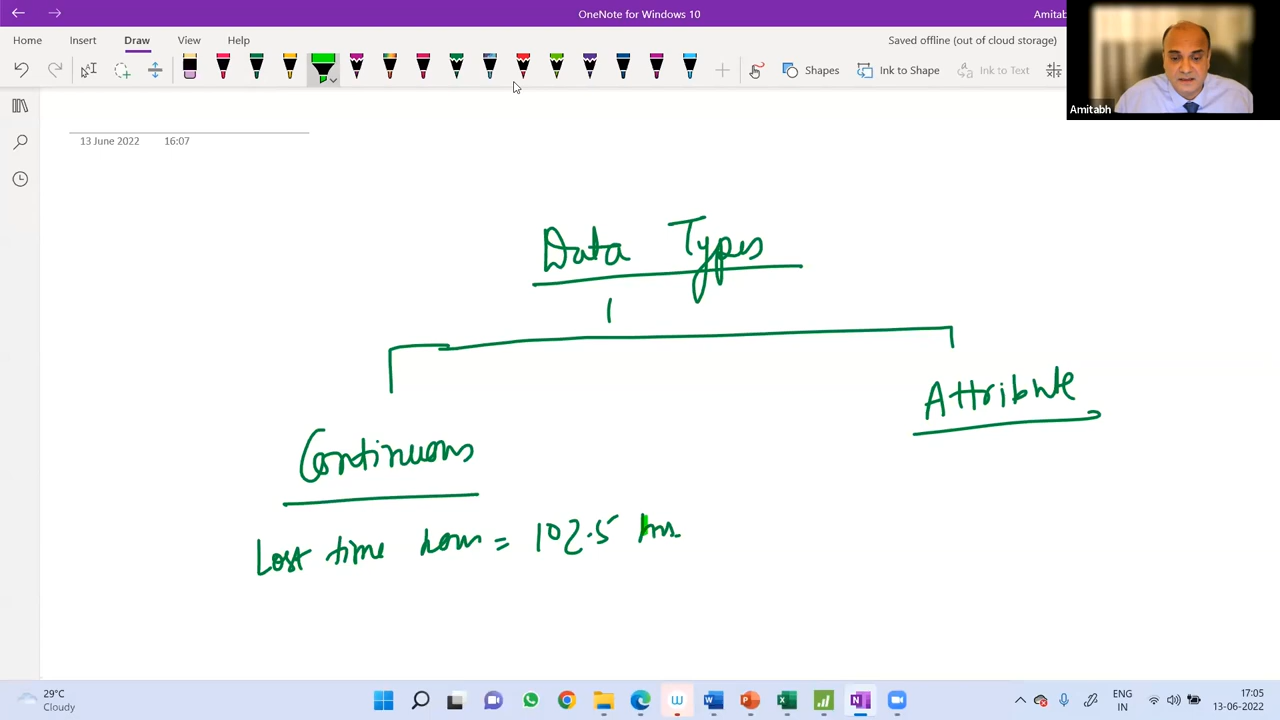 OneNote for Windows 10
Amitab
Home Insert Draw View Help
Saved offline (out of cloud storage)
Shapes Ink to Shape Ink to Text
Amitabh
13 June 2022 16:07
Data Types
Continuous
Attribute
Lost time hours = 102.5 hrs.
29°C
Cloudy
ENG
IN
17:05
13-06-2022